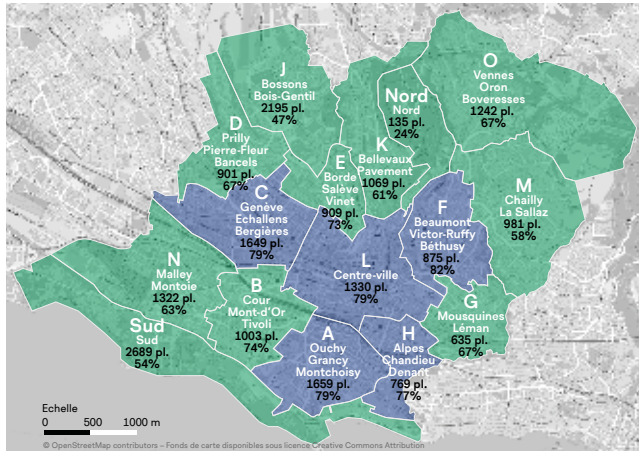 J
Bossons
Bois-Gentil
2195 pl.
47%
O
Vennes
Oron
Boveresses
1242 pl.
67%
Nord
Nord
135 pl.
24%
D
Prilly
Pierre-Fleur
Bancels
901 pl.
67%
E
Borde
Salève
Vinet
909 pl.
73%
K
Bellevaux
Pavement
1069 pl.
61%
C
Genève
Echallens
Bergières
1649 pl.
79%
F
Beaumont
Victor-Ruffy
Béthusy
875 pl.
82%
M
Chailly
La Sallaz
981 pl.
58%
N
Malley
Montoie
1322 pl.
63%
B
Cour
Mont-d'Or
Tivoli
1003 pl.
74%
L
Centre-ville
1330 pl.
79%
G
Mousquines
Léman
635 pl.
67%
Sud
Sud
2689 pl.
54%
A
Ouchy
Grancy
Montchoisy
1659 pl.
79%
H
Alpes
Chandieu
Denant
769 pl.
77%
Echelle
0 500 1000 m
© OpenStreetMap contributors – Fonds de carte disponibles sous licence Creative Commons Attribution